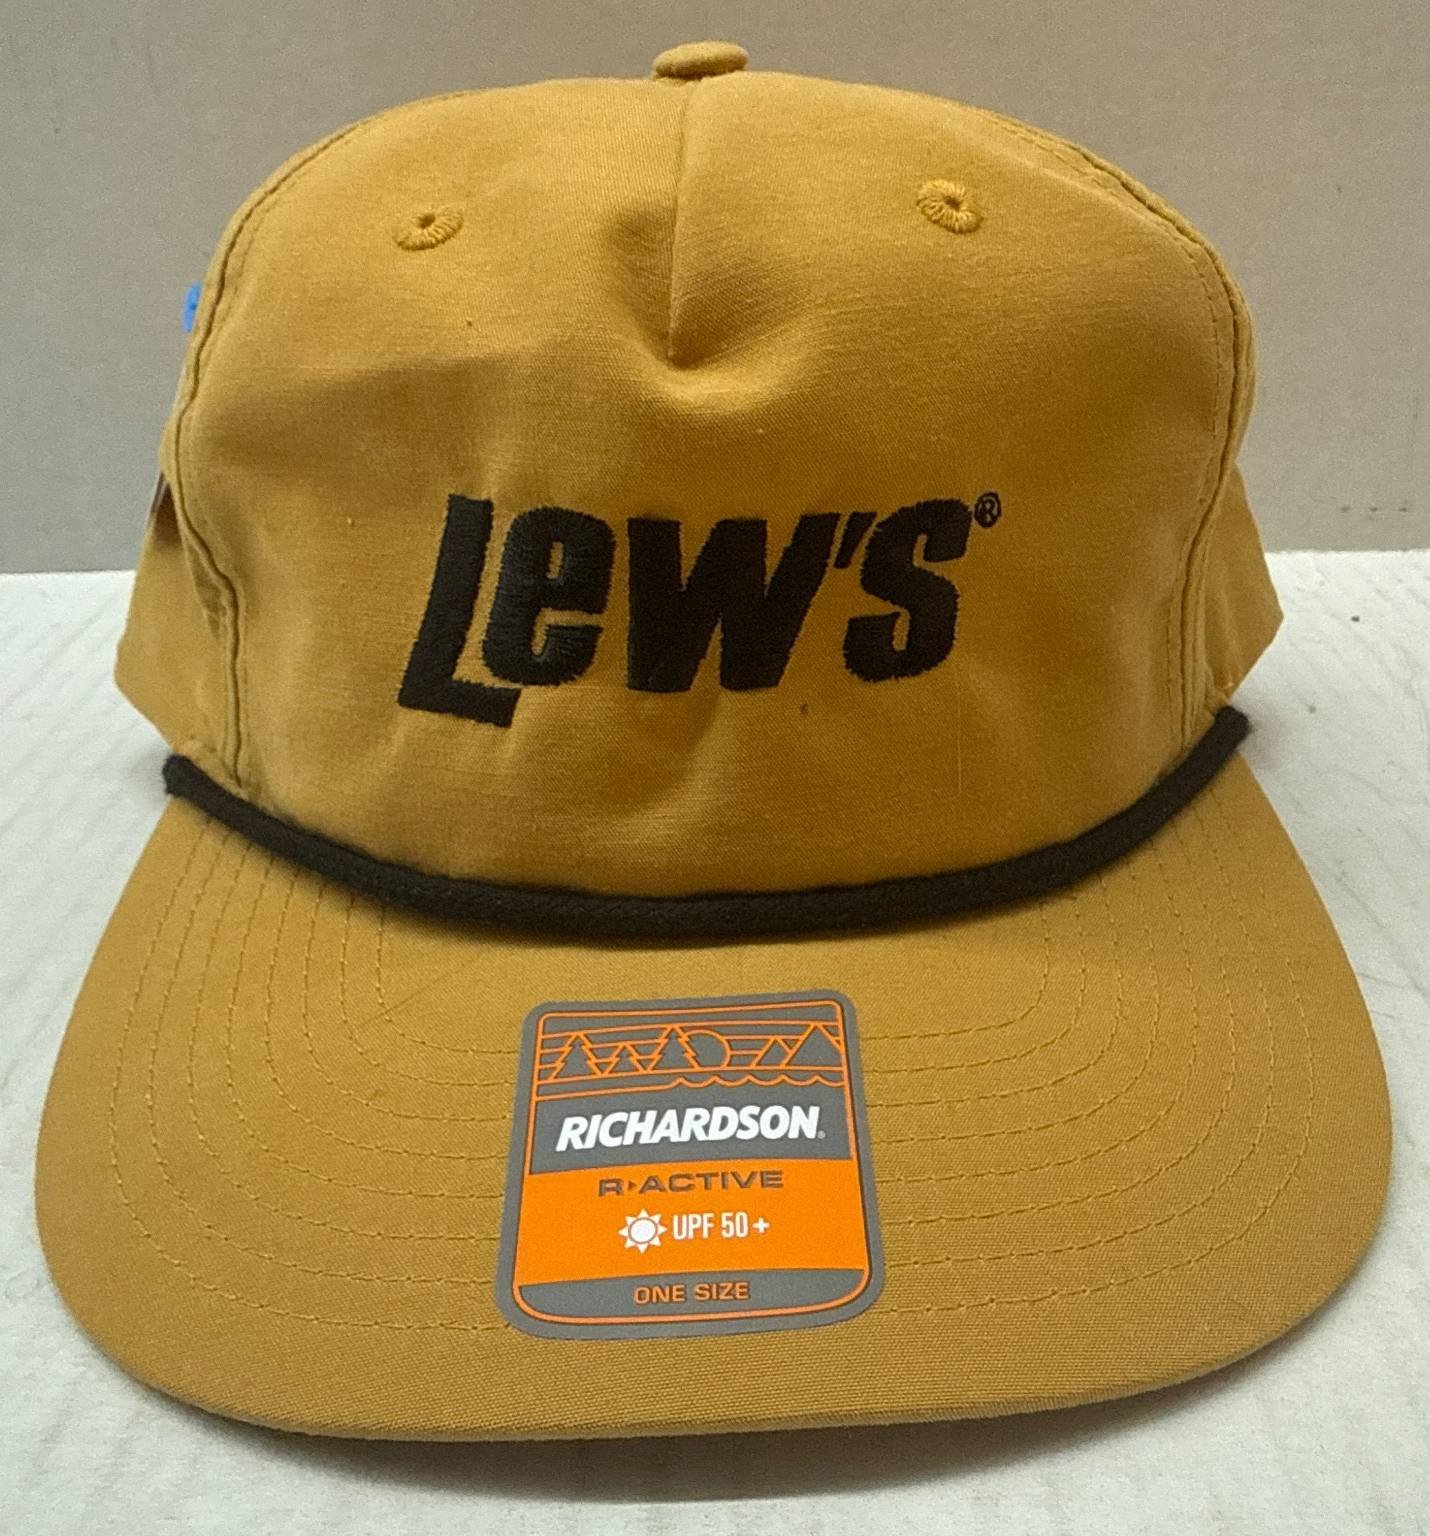 Lew's®
RICHARDSON®
R▸ACTIVE
UPF 50+
ONE SIZE